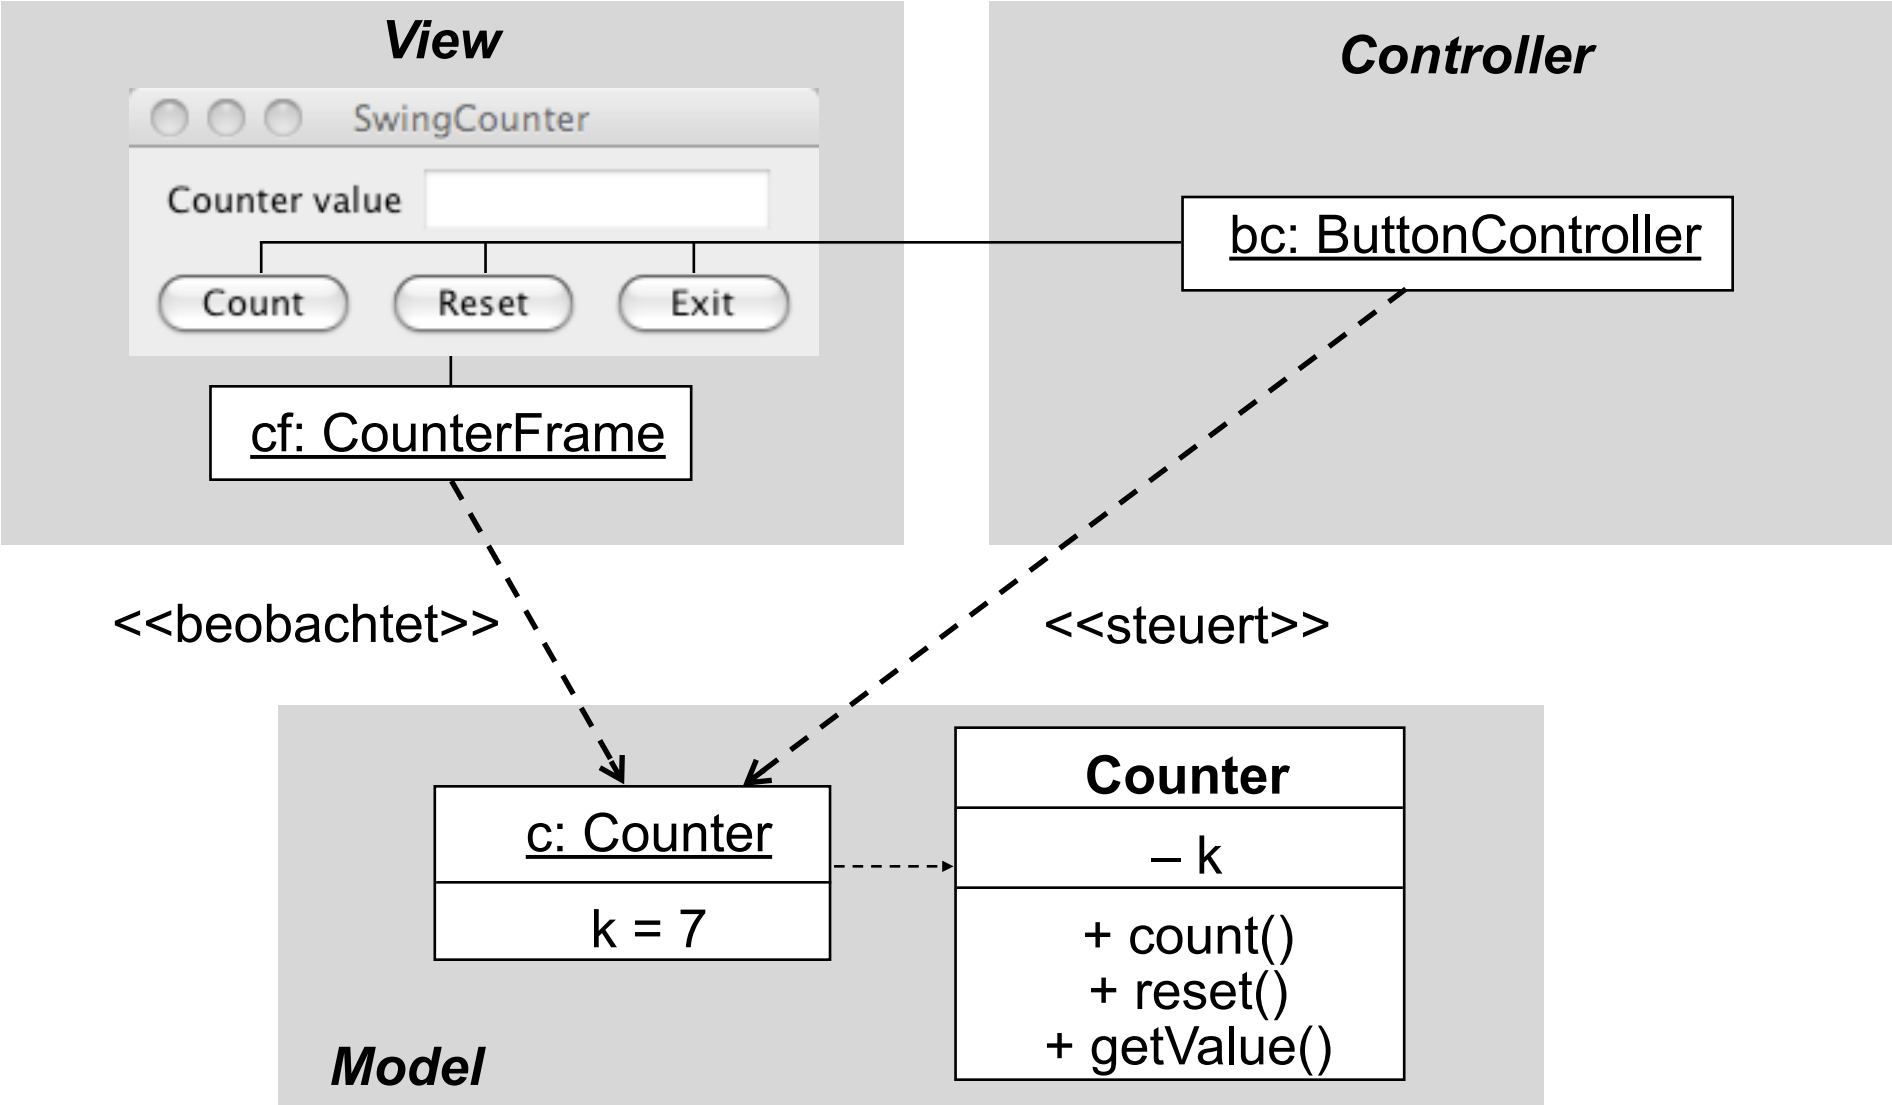 View
SwingCounter
Counter value
Count Reset Exit
cf: CounterFrame
Controller
bc: ButtonController
<<beobachtet>>
<<steuert>>
c: Counter
k = 7
Counter
– k
+ count()
+ reset()
+ getValue()
Model